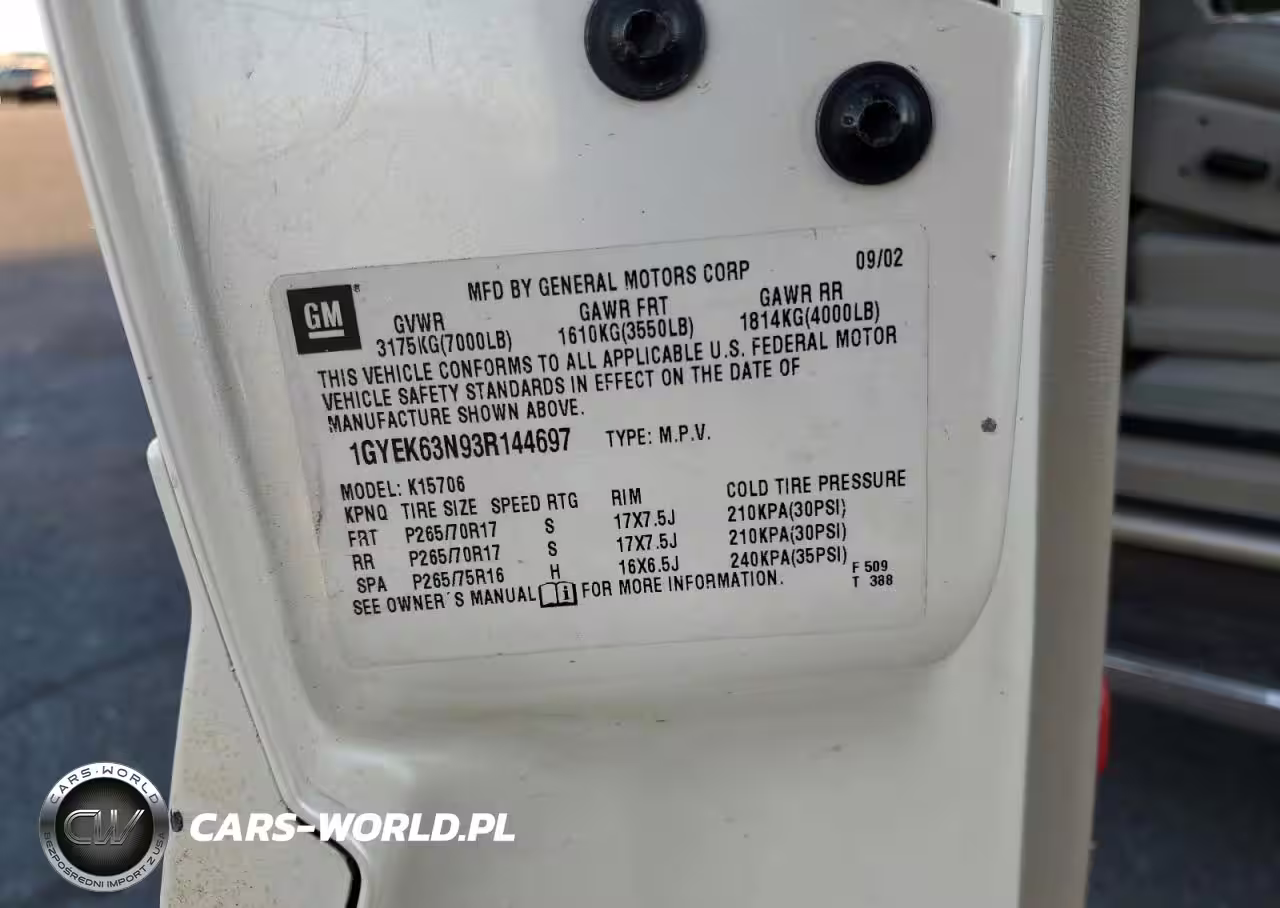 GM
MFD BY GENERAL MOTORS CORP 09/02
GVWR GAWR FRT GAWR RR
3175KG(7000LB) 1610KG(3550LB) 1814KG(4000LB)
THIS VEHICLE CONFORMS TO ALL APPLICABLE U.S. FEDERAL MOTOR
VEHICLE SAFETY STANDARDS IN EFFECT ON THE DATE OF
MANUFACTURE SHOWN ABOVE.
1GYEK63N93R144697 TYPE: M.P.V.
MODEL: K15706
KPNQ TIRE SIZE SPEED RTG RIM COLD TIRE PRESSURE
FRT P265/70R17 S 17X7.5J 210KPA(30PSI)
RR P265/70R17 S 17X7.5J 210KPA(30PSI)
SPA P265/75R16 H 16X6.5J 240KPA(35PSI)
SEE OWNER'S MANUAL i FOR MORE INFORMATION.
F 509
T 388
CARS-WORLD
CW
BEZPOŚREDNI IMPORT Z USA
CARS-WORLD.PL